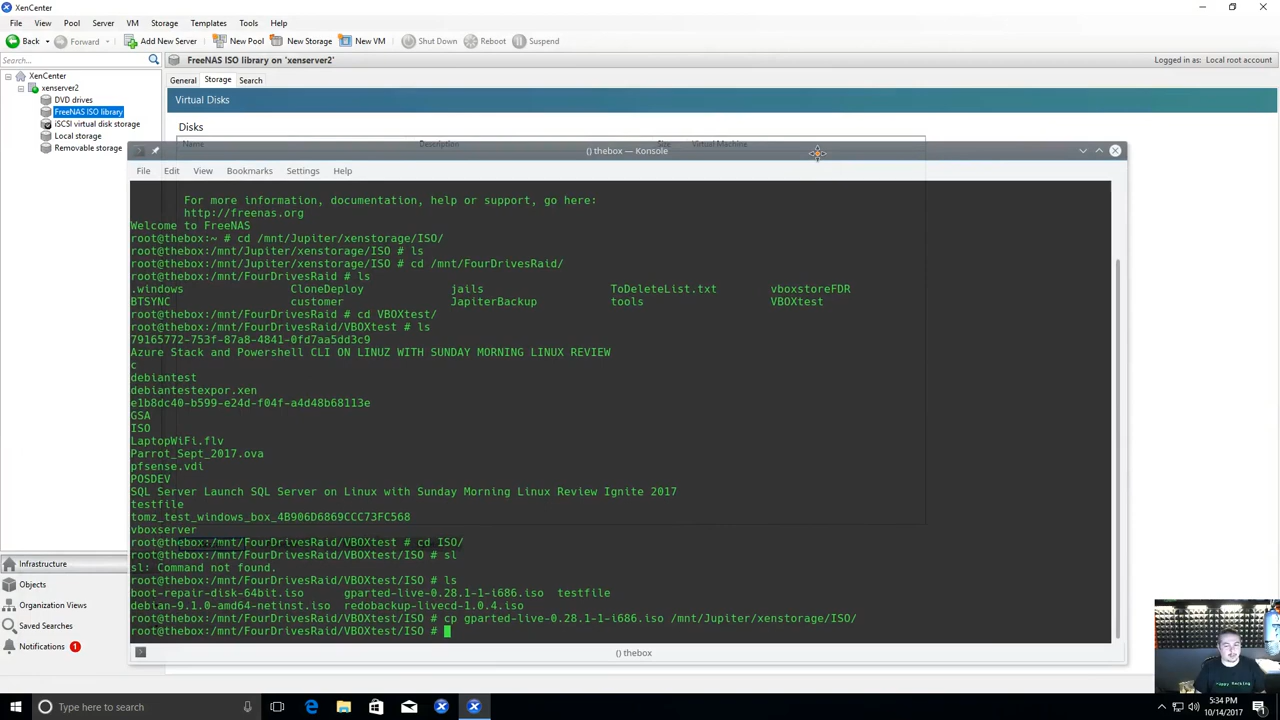 XenCenter
File View Pool Server VM Storage Templates Tools Help
Back Forward Add New Server New Pool New Storage New VM Shut Down Reboot Suspend
Search...
FreeNAS ISO library on 'xenserver2'
Logged in as: Local root account
XenCenter
xenserver2
DVD drives
FreeNAS ISO library
iSCSI virtual disk storage
Local storage
Removable storage
General Storage Search
Virtual Disks
Disks
Name Description Size Virtual Machine
() thebox — Konsole
File Edit View Bookmarks Settings Help
For more information, documentation, help or support, go here:
http://freenas.org
Welcome to FreeNAS
root@thebox:~ # cd /mnt/Jupiter/xenstorage/ISO/
root@thebox:/mnt/Jupiter/xenstorage/ISO # ls
root@thebox:/mnt/Jupiter/xenstorage/ISO # cd /mnt/FourDrivesRaid/
root@thebox:/mnt/FourDrivesRaid # ls
.windows CloneDeploy jails ToDeleteList.txt vboxstoreFDR
BTSYNC customer JapiterBackup tools VBOXtest
root@thebox:/mnt/FourDrivesRaid # cd VBOXtest/
root@thebox:/mnt/FourDrivesRaid/VBOXtest # ls
79165772-753f-87a8-4841-0fd7aa5dd3c9
Azure Stack and Powershell CLI ON LINUZ WITH SUNDAY MORNING LINUX REVIEW
c
debiantest
debiantestexpor.xen
e1b8dc40-b599-e24d-f04f-a4d48b68113e
GSA
ISO
LaptopWiFi.flv
Parrot_Sept_2017.ova
pfsense.vdi
POSDEV
SQL Server Launch SQL Server on Linux with Sunday Morning Linux Review Ignite 2017
testfile
tomz_test_windows_box_4B906D6869CCC73FC568
vboxserver
root@thebox:/mnt/FourDrivesRaid/VBOXtest # cd ISO/
root@thebox:/mnt/FourDrivesRaid/VBOXtest/ISO # sl
sl: Command not found.
root@thebox:/mnt/FourDrivesRaid/VBOXtest/ISO # ls
boot-repair-disk-64bit.iso gparted-live-0.28.1-1-i686.iso testfile
debian-9.1.0-amd64-netinst.iso redobackup-livecd-1.0.4.iso
root@thebox:/mnt/FourDrivesRaid/VBOXtest/ISO # cp gparted-live-0.28.1-1-i686.iso /mnt/Jupiter/xenstorage/ISO/
root@thebox:/mnt/FourDrivesRaid/VBOXtest/ISO #
() thebox
Infrastructure
Objects
Organization Views
Saved Searches
Notifications 1
Happy Hacking
Type here to search
5:34 PM
10/14/2017
1